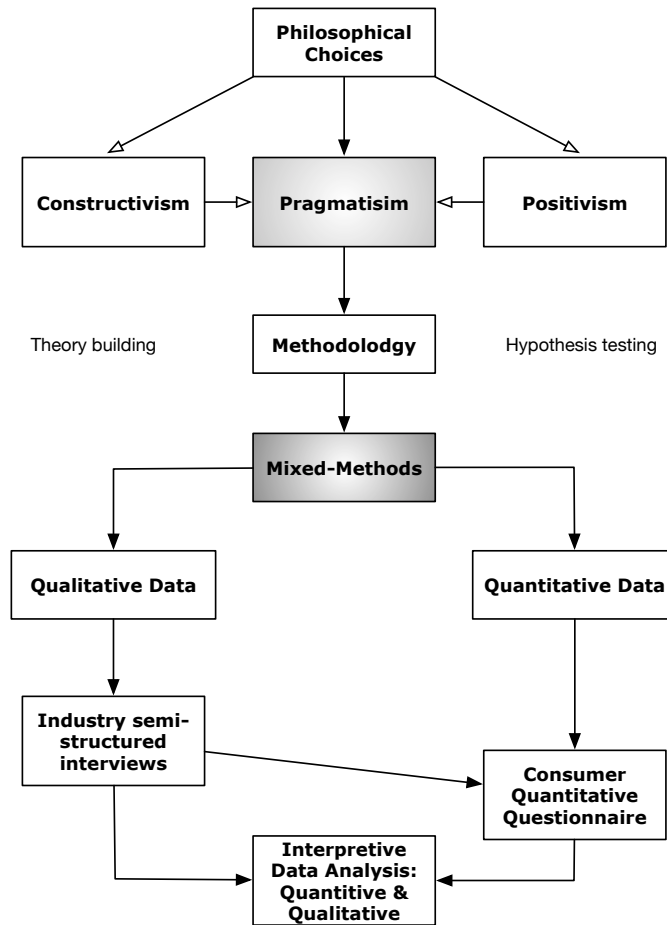 Philosophical
Choices
Constructivism
Pragmatisim
Positivism
Theory building
Methodolodgy
Hypothesis testing
Mixed-Methods
Qualitative Data
Quantitative Data
Industry semi-
structured
interviews
Consumer
Quantitative
Questionnaire
Interpretive
Data Analysis:
Quantitive &
Qualitative